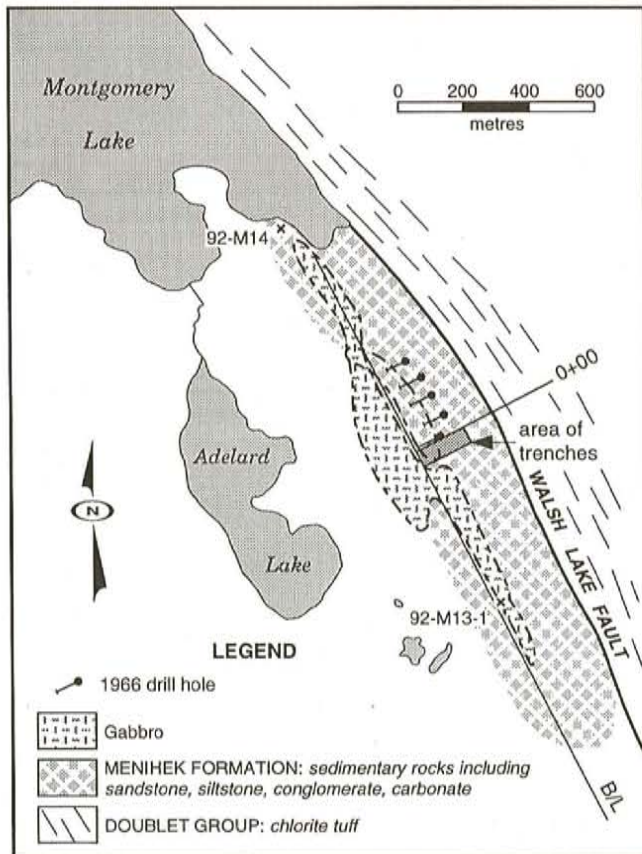 Montgomery
Lake
0 200 400 600
metres
92-M14
0+00
area of
trenches
Adelard
Lake
WALSH LAKE FAULT
N
92-M13-1
LEGEND
1966 drill hole
Gabbro
MENIHEK FORMATION: sedimentary rocks including
sandstone, siltstone, conglomerate, carbonate
DOUBLET GROUP: chlorite tuff
B/L